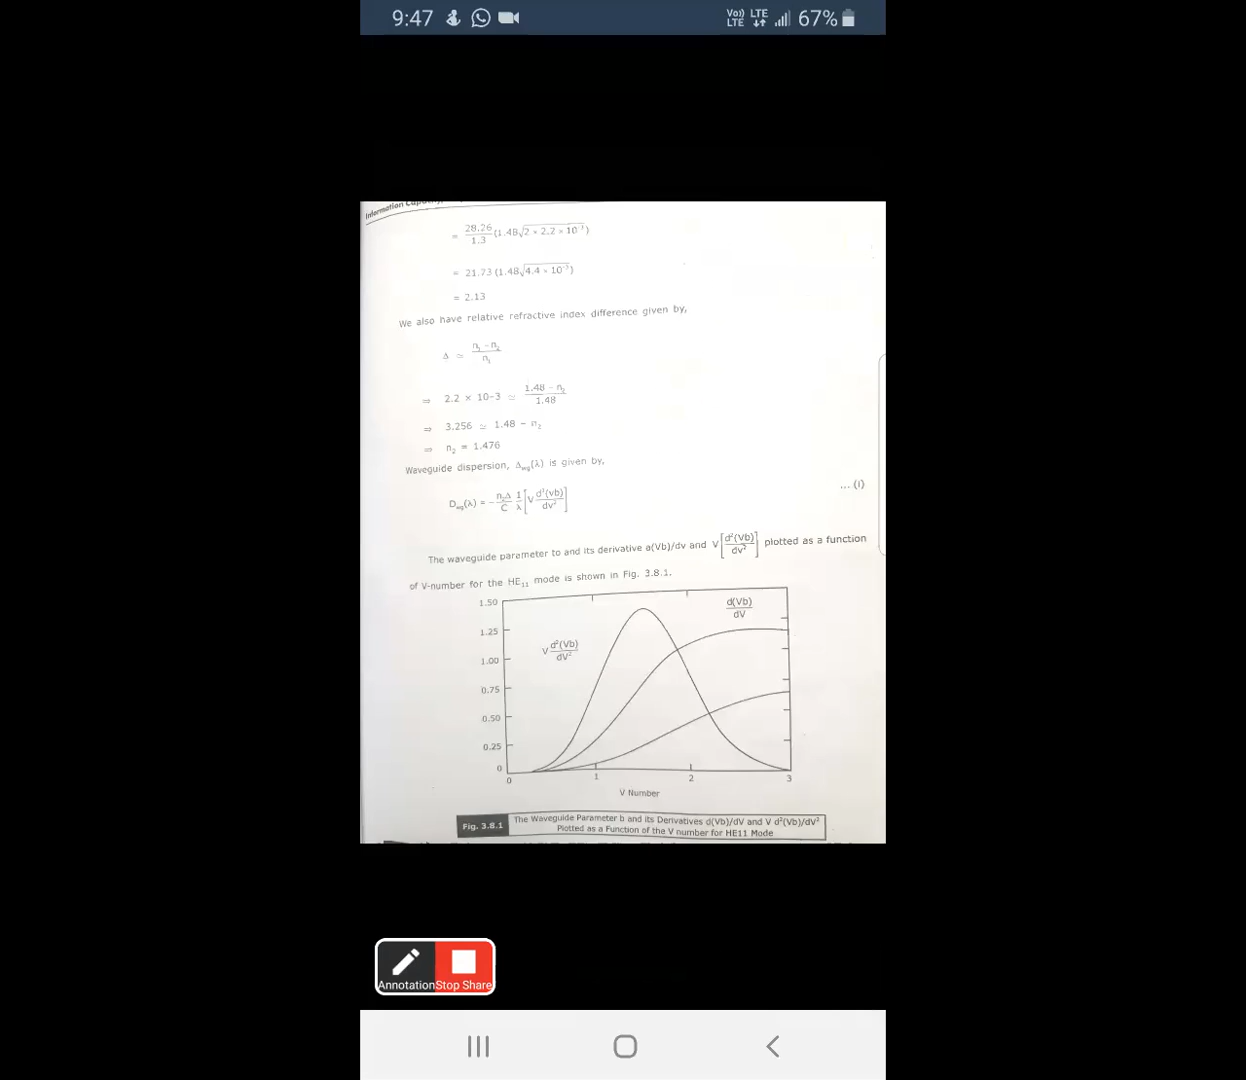 9:47 Vo)) LTE LTE 67%
Information
= 28.26/1.3 (1.48√2 × 2.2 × 10⁻³)
= 21.73 (1.48√4.4 × 10⁻³)
= 2.13
We also have relative refractive index difference given by,
Δ ≃ n₁ – n₂/n₁
⇒ 2.2 × 10–3 ≃ 1.48 – n₂/1.48
⇒ 3.256 ≃ 1.48 – n₂
⇒ n₂ = 1.476
Waveguide dispersion, Δwg(λ) is given by,
Dwg(λ) = – n₂Δ/C 1/λ [V d²(vb)/dv²] ... (i)
The waveguide parameter to and its derivative a(Vb)/dv and V[d²(Vb)/dv²] plotted as a function
of V-number for the HE₁₁ mode is shown in Fig. 3.8.1.
1.50
d(Vb)/dV
1.25
V d²(Vb)/dV²
1.00
0.75
0.50
0.25
0
0 1 2 3
V Number
Fig. 3.8.1 The Waveguide Parameter b and its Derivatives d(Vb)/dV and V d²(Vb)/dV²
Plotted as a Function of the V number for HE11 Mode
Annotation Stop Share